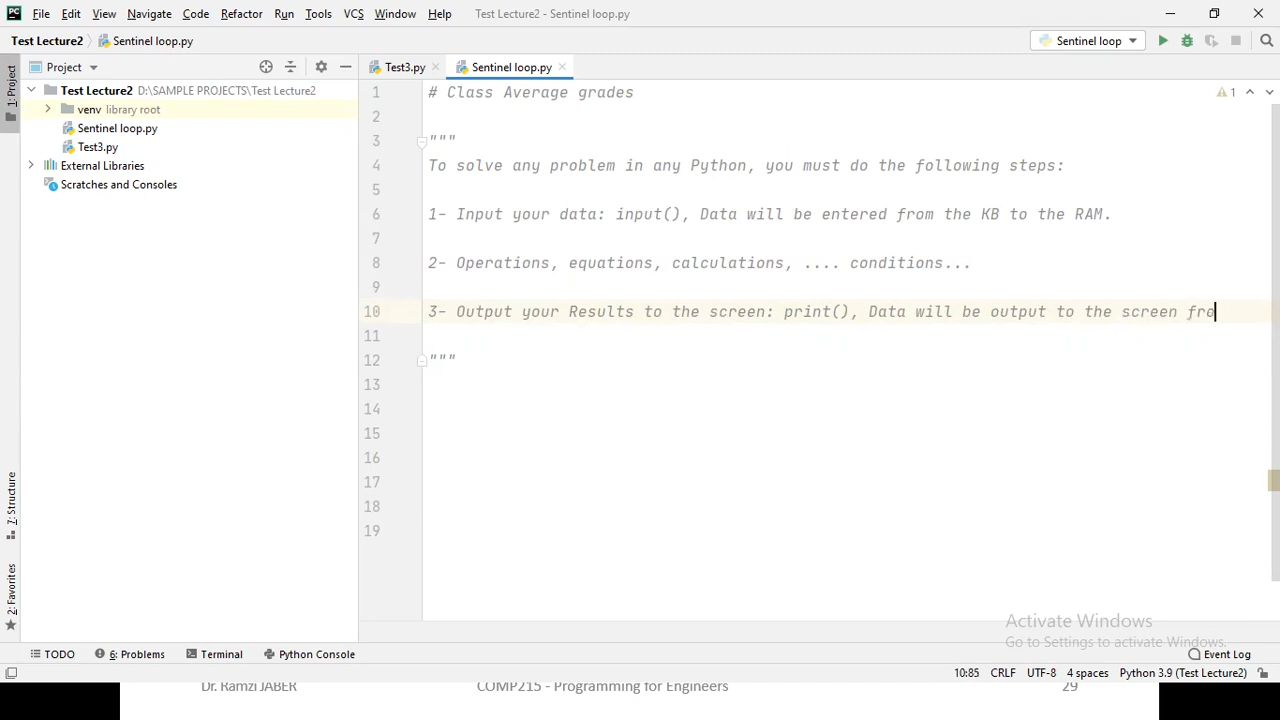 File Edit View Navigate Code Refactor Run Tools VCS Window Help Test Lecture2 - Sentinel loop.py
Test Lecture2 Sentinel loop.py Sentinel loop
1: Project
Project
Test3.py Sentinel loop.py
Test Lecture2 D:\SAMPLE PROJECTS\Test Lecture2
venv library root
Sentinel loop.py
Test3.py
External Libraries
Scratches and Consoles
1 # Class Average grades
1
2
3 """
4 To solve any problem in any Python, you must do the following steps:
5
6 1- Input your data: input(), Data will be entered from the KB to the RAM.
7
8 2- Operations, equations, calculations, .... conditions...
9
10 3- Output your Results to the screen: print(), Data will be output to the screen fro
11
12 """
13
14
15
16
17
18
19
7: Structure
2: Favorites
Activate Windows
Go to Settings to activate Windows.
TODO 6: Problems Terminal Python Console Event Log
10:85 CRLF UTF-8 4 spaces Python 3.9 (Test Lecture2)
Dr. Ramzi JABER COMP215 - Programming for Engineers 29